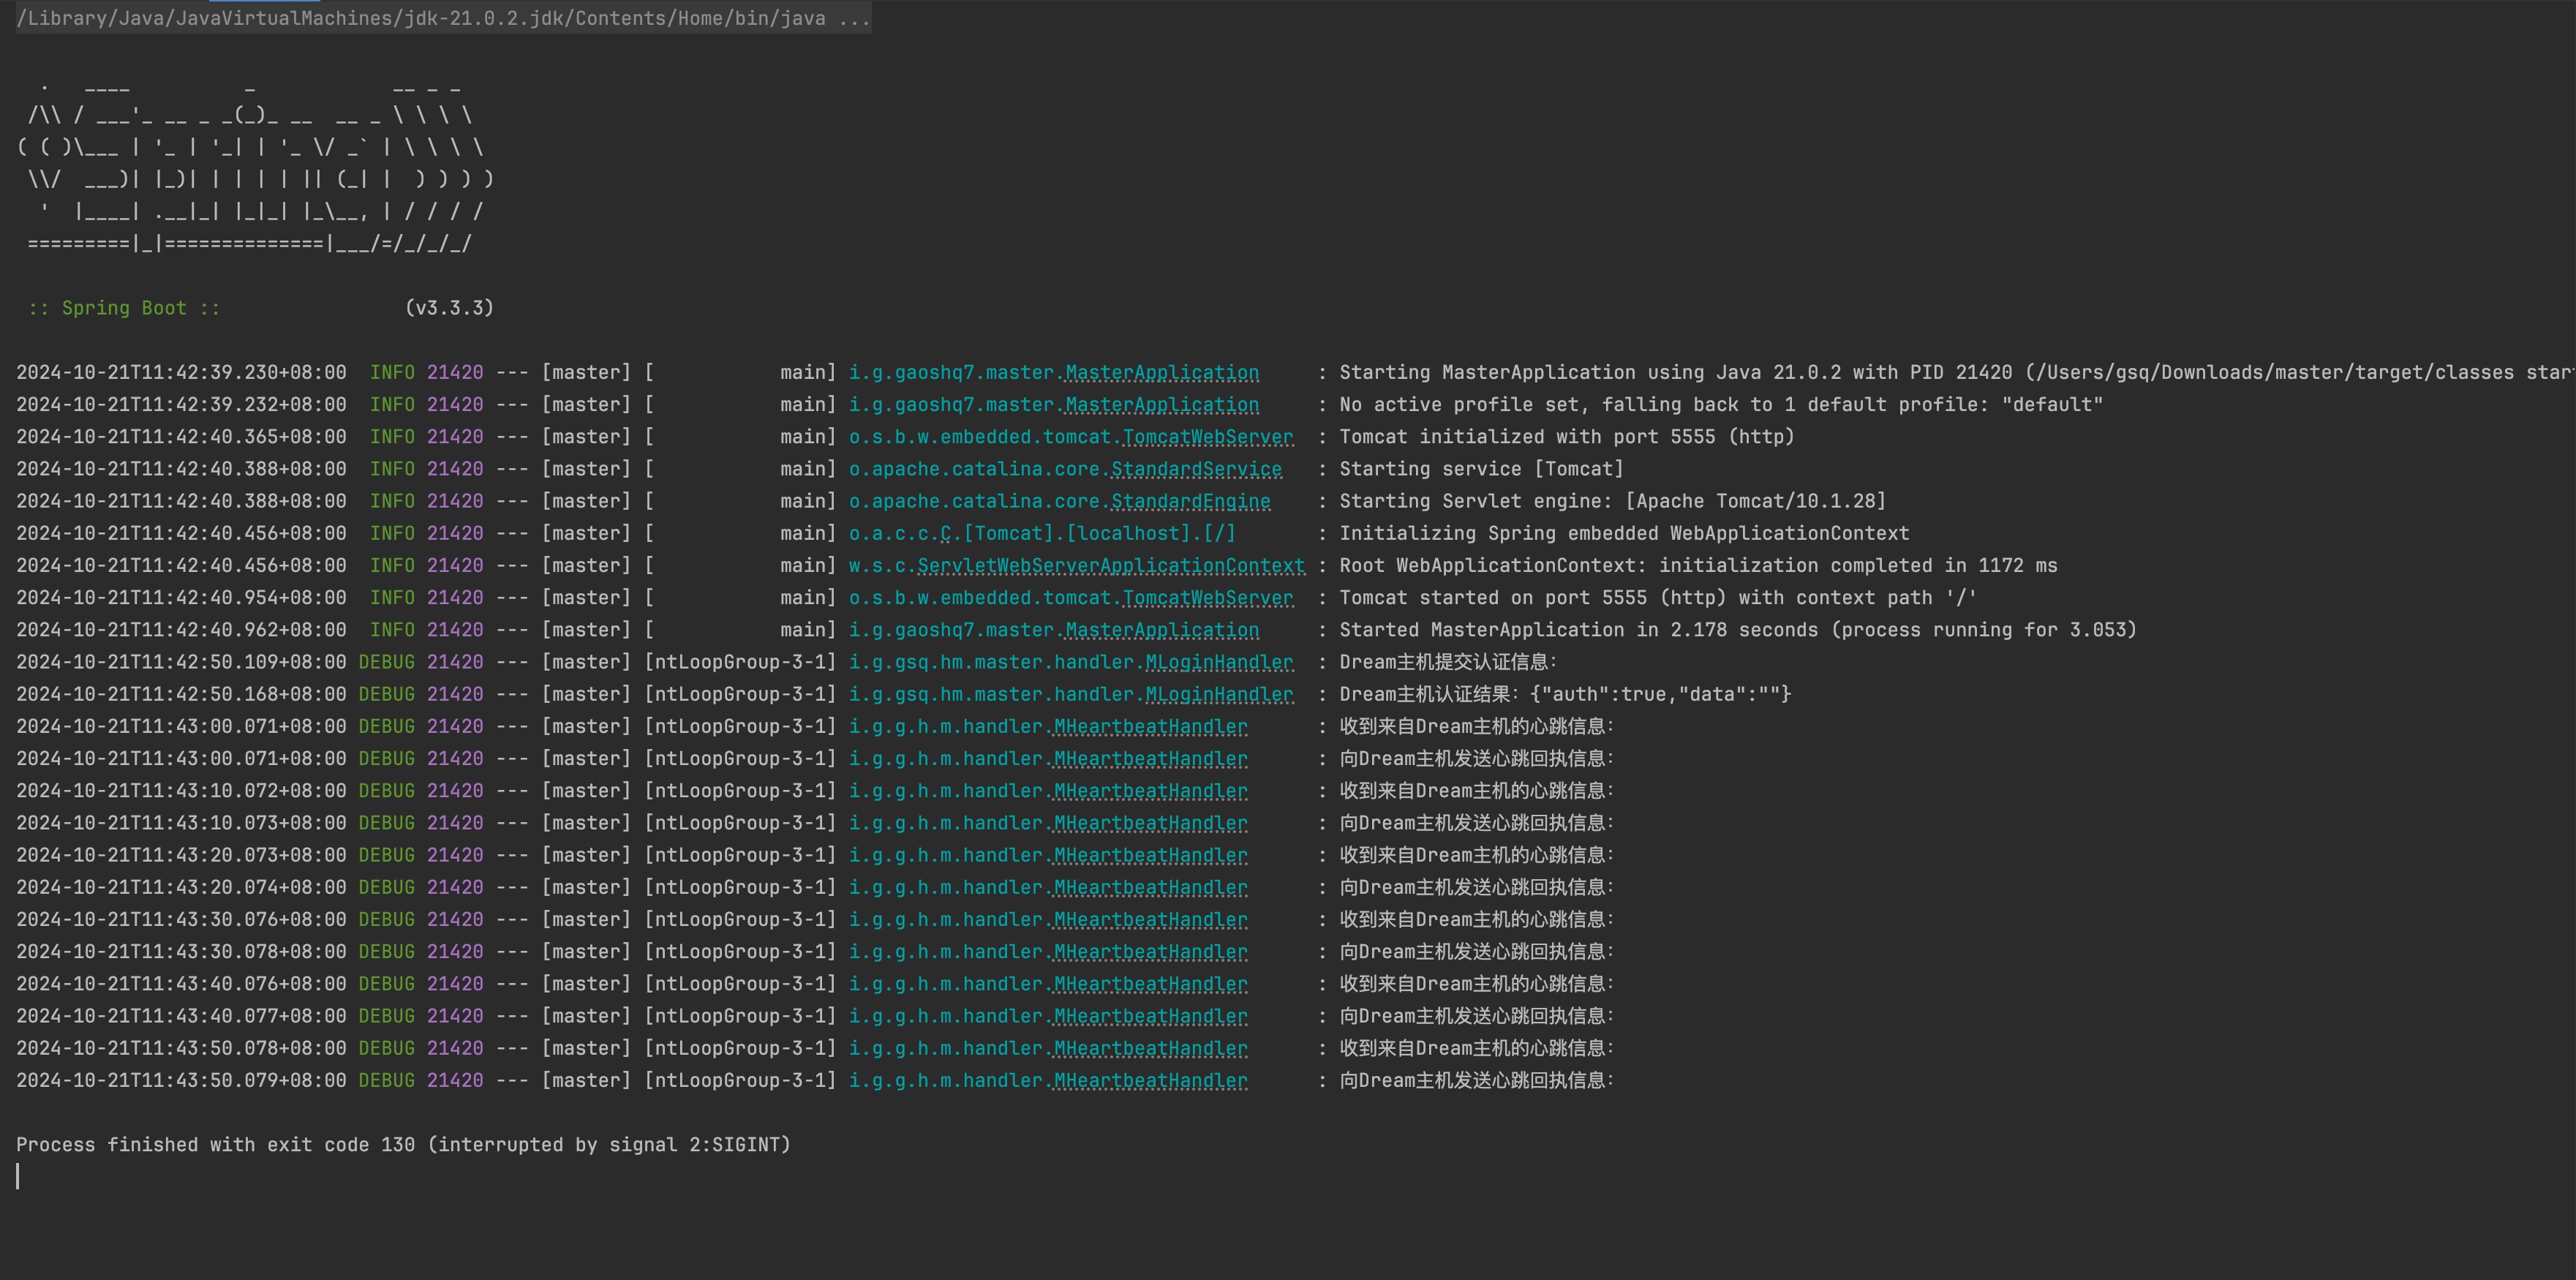 /Library/Java/JavaVirtualMachines/jdk-21.0.2.jdk/Contents/Home/bin/java ...
  .   ____          _            __ _ _
 /\\ / ___'_ __ _ _(_)_ __  __ _ \ \ \ \
( ( )\___ | '_ | '_| | '_ \/ _` | \ \ \ \
 \\/  ___)| |_)| | | | | || (_| |  ) ) ) )
  '  |____| .__|_| |_|_| |_\__, | / / / /
 =========|_|==============|___/=/_/_/_/
 :: Spring Boot ::                (v3.3.3)
2024-10-21T11:42:39.230+08:00  INFO 21420 --- [master] [           main] i.g.gaoshq7.master.MasterApplication     : Starting MasterApplication using Java 21.0.2 with PID 21420 (/Users/gsq/Downloads/master/target/classes star
2024-10-21T11:42:39.232+08:00  INFO 21420 --- [master] [           main] i.g.gaoshq7.master.MasterApplication     : No active profile set, falling back to 1 default profile: "default"
2024-10-21T11:42:40.365+08:00  INFO 21420 --- [master] [           main] o.s.b.w.embedded.tomcat.TomcatWebServer  : Tomcat initialized with port 5555 (http)
2024-10-21T11:42:40.388+08:00  INFO 21420 --- [master] [           main] o.apache.catalina.core.StandardService   : Starting service [Tomcat]
2024-10-21T11:42:40.388+08:00  INFO 21420 --- [master] [           main] o.apache.catalina.core.StandardEngine    : Starting Servlet engine: [Apache Tomcat/10.1.28]
2024-10-21T11:42:40.456+08:00  INFO 21420 --- [master] [           main] o.a.c.c.C.[Tomcat].[localhost].[/]       : Initializing Spring embedded WebApplicationContext
2024-10-21T11:42:40.456+08:00  INFO 21420 --- [master] [           main] w.s.c.ServletWebServerApplicationContext : Root WebApplicationContext: initialization completed in 1172 ms
2024-10-21T11:42:40.954+08:00  INFO 21420 --- [master] [           main] o.s.b.w.embedded.tomcat.TomcatWebServer  : Tomcat started on port 5555 (http) with context path '/'
2024-10-21T11:42:40.962+08:00  INFO 21420 --- [master] [           main] i.g.gaoshq7.master.MasterApplication     : Started MasterApplication in 2.178 seconds (process running for 3.053)
2024-10-21T11:42:50.109+08:00 DEBUG 21420 --- [master] [ntLoopGroup-3-1] i.g.gsq.hm.master.handler.MLoginHandler  : Dream主机提交认证信息：
2024-10-21T11:42:50.168+08:00 DEBUG 21420 --- [master] [ntLoopGroup-3-1] i.g.gsq.hm.master.handler.MLoginHandler  : Dream主机认证结果：{"auth":true,"data":""}
2024-10-21T11:43:00.071+08:00 DEBUG 21420 --- [master] [ntLoopGroup-3-1] i.g.g.h.m.handler.MHeartbeatHandler      : 收到来自Dream主机的心跳信息：
2024-10-21T11:43:00.071+08:00 DEBUG 21420 --- [master] [ntLoopGroup-3-1] i.g.g.h.m.handler.MHeartbeatHandler      : 向Dream主机发送心跳回执信息：
2024-10-21T11:43:10.072+08:00 DEBUG 21420 --- [master] [ntLoopGroup-3-1] i.g.g.h.m.handler.MHeartbeatHandler      : 收到来自Dream主机的心跳信息：
2024-10-21T11:43:10.073+08:00 DEBUG 21420 --- [master] [ntLoopGroup-3-1] i.g.g.h.m.handler.MHeartbeatHandler      : 向Dream主机发送心跳回执信息：
2024-10-21T11:43:20.073+08:00 DEBUG 21420 --- [master] [ntLoopGroup-3-1] i.g.g.h.m.handler.MHeartbeatHandler      : 收到来自Dream主机的心跳信息：
2024-10-21T11:43:20.074+08:00 DEBUG 21420 --- [master] [ntLoopGroup-3-1] i.g.g.h.m.handler.MHeartbeatHandler      : 向Dream主机发送心跳回执信息：
2024-10-21T11:43:30.076+08:00 DEBUG 21420 --- [master] [ntLoopGroup-3-1] i.g.g.h.m.handler.MHeartbeatHandler      : 收到来自Dream主机的心跳信息：
2024-10-21T11:43:30.078+08:00 DEBUG 21420 --- [master] [ntLoopGroup-3-1] i.g.g.h.m.handler.MHeartbeatHandler      : 向Dream主机发送心跳回执信息：
2024-10-21T11:43:40.076+08:00 DEBUG 21420 --- [master] [ntLoopGroup-3-1] i.g.g.h.m.handler.MHeartbeatHandler      : 收到来自Dream主机的心跳信息：
2024-10-21T11:43:40.077+08:00 DEBUG 21420 --- [master] [ntLoopGroup-3-1] i.g.g.h.m.handler.MHeartbeatHandler      : 向Dream主机发送心跳回执信息：
2024-10-21T11:43:50.078+08:00 DEBUG 21420 --- [master] [ntLoopGroup-3-1] i.g.g.h.m.handler.MHeartbeatHandler      : 收到来自Dream主机的心跳信息：
2024-10-21T11:43:50.079+08:00 DEBUG 21420 --- [master] [ntLoopGroup-3-1] i.g.g.h.m.handler.MHeartbeatHandler      : 向Dream主机发送心跳回执信息：
Process finished with exit code 130 (interrupted by signal 2:SIGINT)